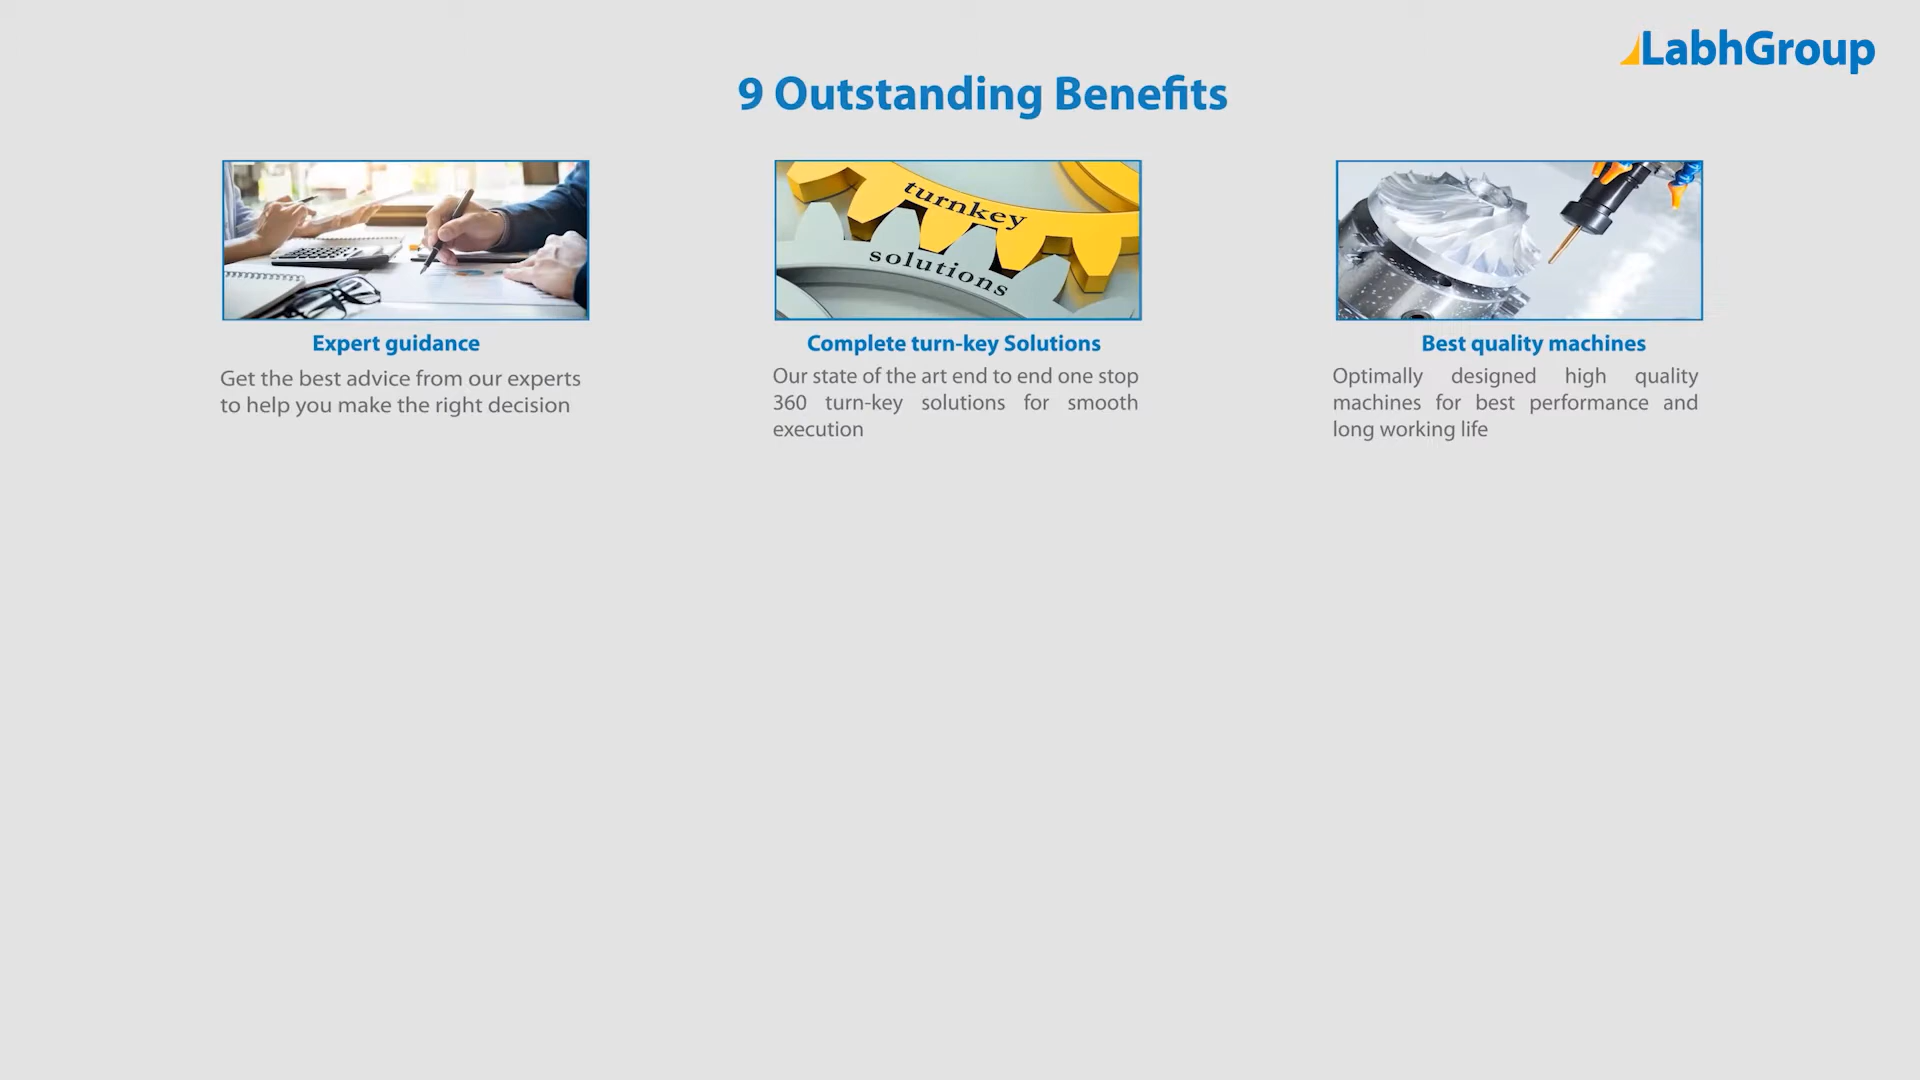 LabhGroup
9 Outstanding Benefits
turnkey
solutions
Expert guidance
Get the best advice from our experts
to help you make the right decision
Complete turn-key Solutions
Our state of the art end to end one stop
360 turn-key solutions for smooth
execution
Best quality machines
Optimally designed high quality
machines for best performance and
long working life